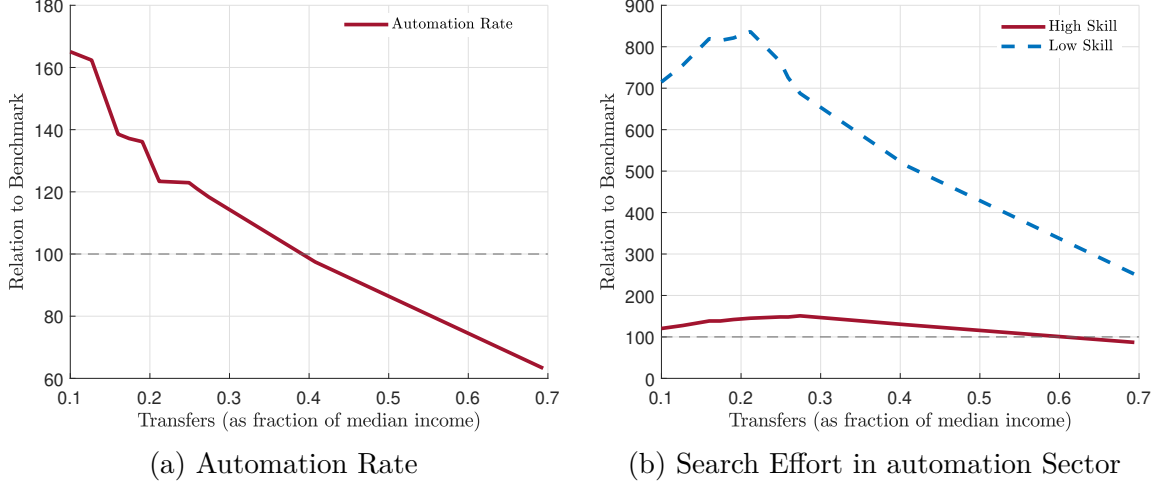 180
160
140
120
100
80
60
Relation to Benchmark
Automation Rate
0.1 0.2 0.3 0.4 0.5 0.6 0.7
Transfers (as fraction of median income)
(a) Automation Rate
900
800
700
600
500
400
300
200
100
0
Relation to Benchmark
High Skill
Low Skill
0.1 0.2 0.3 0.4 0.5 0.6 0.7
Transfers (as fraction of median income)
(b) Search Effort in automation Sector